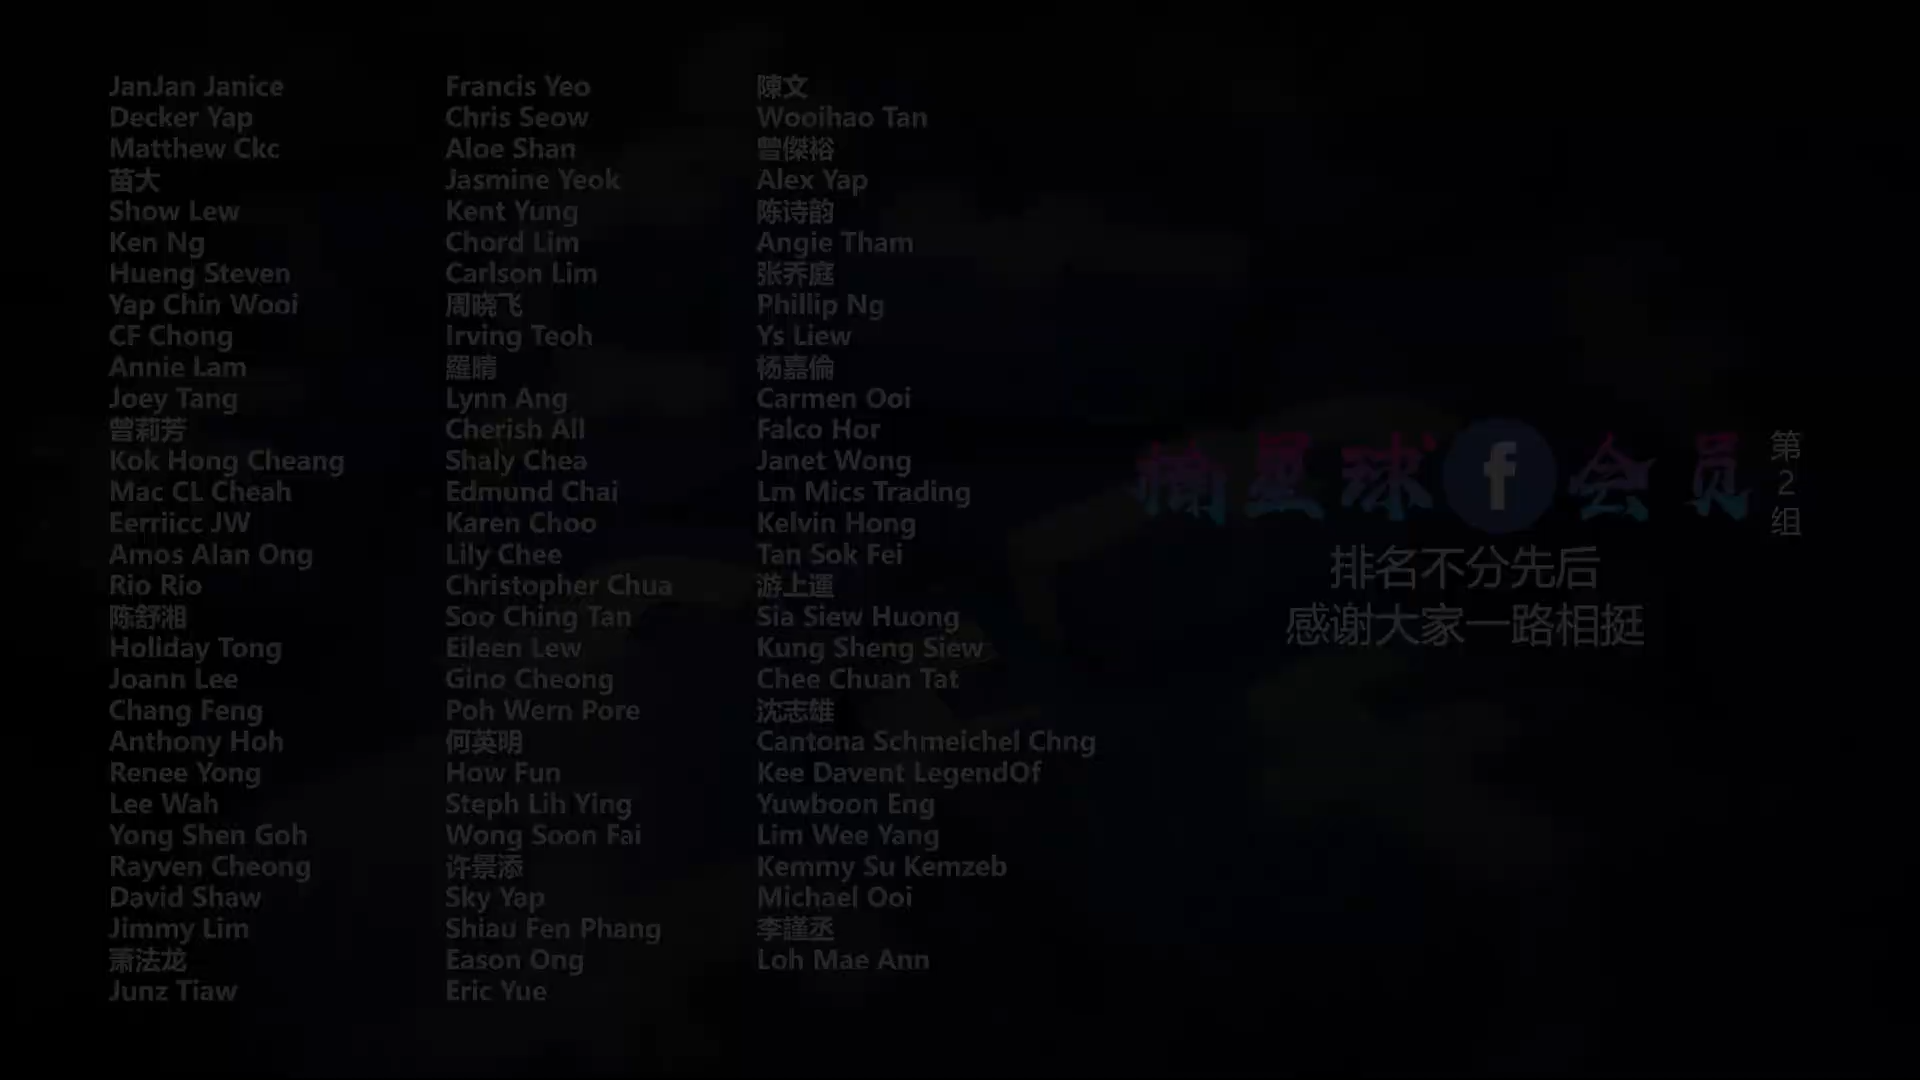 JanJan Janice
Decker Yap
Matthew Ckc
苗大
Show Lew
Ken Ng
Hueng Steven
Yap Chin Wooi
CF Chong
Annie Lam
Joey Tang
曾莉芳
Kok Hong Cheang
Mac CL Cheah
Eerriicc JW
Amos Alan Ong
Rio Rio
陈舒湘
Holiday Tong
Joann Lee
Chang Feng
Anthony Hoh
Renee Yong
Lee Wah
Yong Shen Goh
Rayven Cheong
David Shaw
Jimmy Lim
萧法龙
Junz Tiaw
Francis Yeo
Chris Seow
Aloe Shan
Jasmine Yeok
Kent Yung
Chord Lim
Carlson Lim
周晓飞
Irving Teoh
羅晴
Lynn Ang
Cherish All
Shaly Chea
Edmund Chai
Karen Choo
Lily Chee
Christopher Chua
Soo Ching Tan
Eileen Lew
Gino Cheong
Poh Wern Pore
何英明
How Fun
Steph Lih Ying
Wong Soon Fai
许景添
Sky Yap
Shiau Fen Phang
Eason Ong
Eric Yue
陳文
Wooihao Tan
曾傑裕
Alex Yap
陈诗韵
Angie Tham
张乔庭
Phillip Ng
Ys Liew
杨嘉倫
Carmen Ooi
Falco Hor
Janet Wong
Lm Mics Trading
Kelvin Hong
Tan Sok Fei
游上運
Sia Siew Huong
Kung Sheng Siew
Chee Chuan Tat
沈志雄
Cantona Schmeichel Chng
Kee Davent LegendOf
Yuwboon Eng
Lim Wee Yang
Kemmy Su Kemzeb
Michael Ooi
李謹丞
Loh Mae Ann
星球 f 会员
第2组
排名不分先后
感谢大家一路相挺